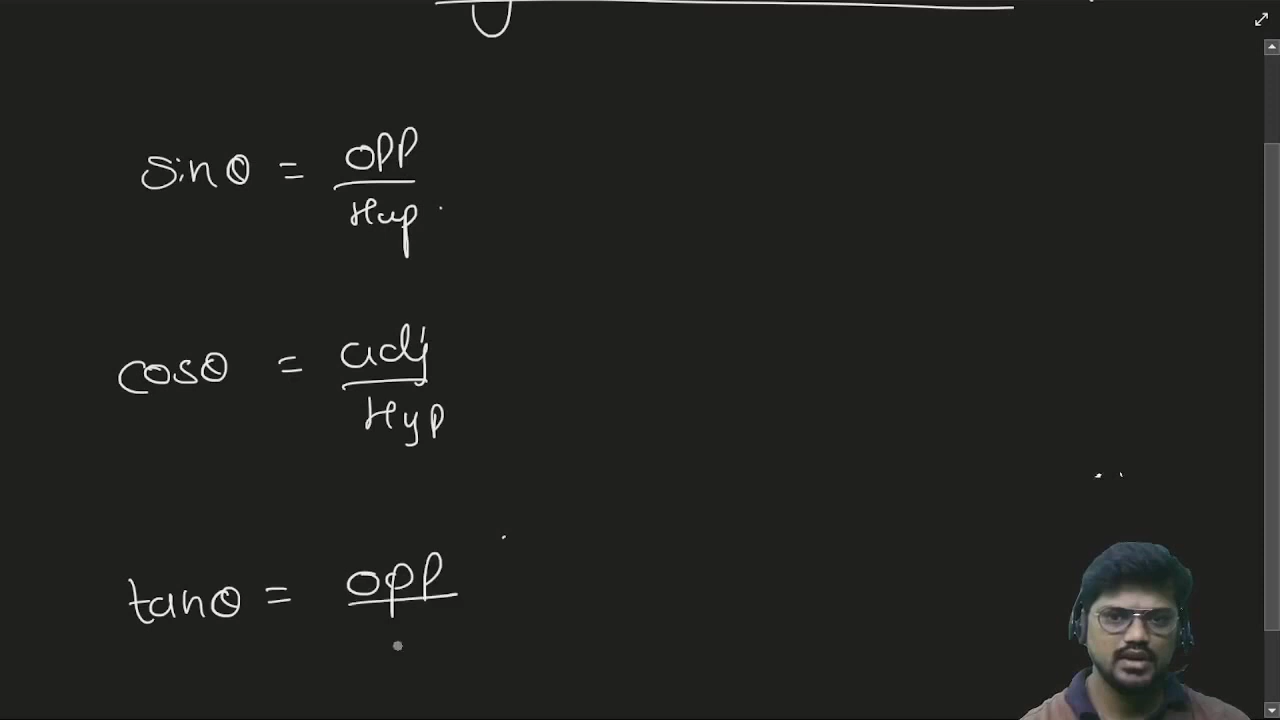 sinθ = opp
Hyp
cosθ = adj
Hyp
tanθ = opp